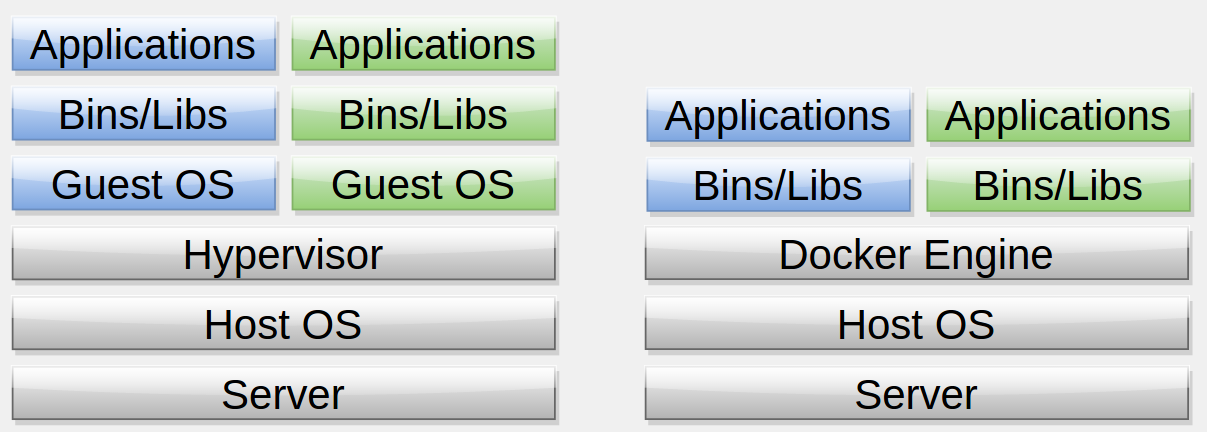 Applications
Applications
Bins/Libs
Bins/Libs
Guest OS
Guest OS
Hypervisor
Host OS
Server
Applications
Applications
Bins/Libs
Bins/Libs
Docker Engine
Host OS
Server